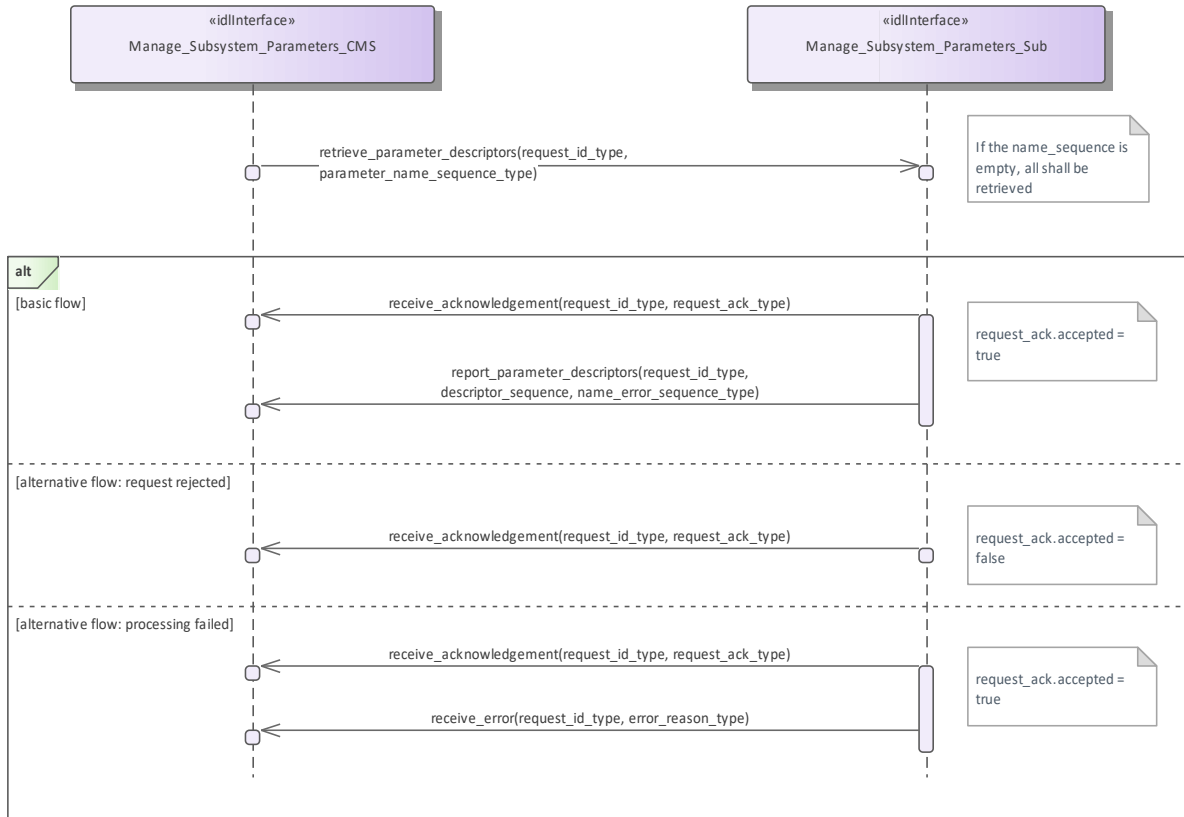 «idlInterface»
Manage_Subsystem_Parameters_CMS
«idlInterface»
Manage_Subsystem_Parameters_Sub
retrieve_parameter_descriptors(request_id_type,
parameter_name_sequence_type)
If the name_sequence is
empty, all shall be
retrieved
alt
[basic flow]
receive_acknowledgement(request_id_type, request_ack_type)
request_ack.accepted =
true
report_parameter_descriptors(request_id_type,
descriptor_sequence, name_error_sequence_type)
[alternative flow: request rejected]
receive_acknowledgement(request_id_type, request_ack_type)
request_ack.accepted =
false
[alternative flow: processing failed]
receive_acknowledgement(request_id_type, request_ack_type)
request_ack.accepted =
true
receive_error(request_id_type, error_reason_type)